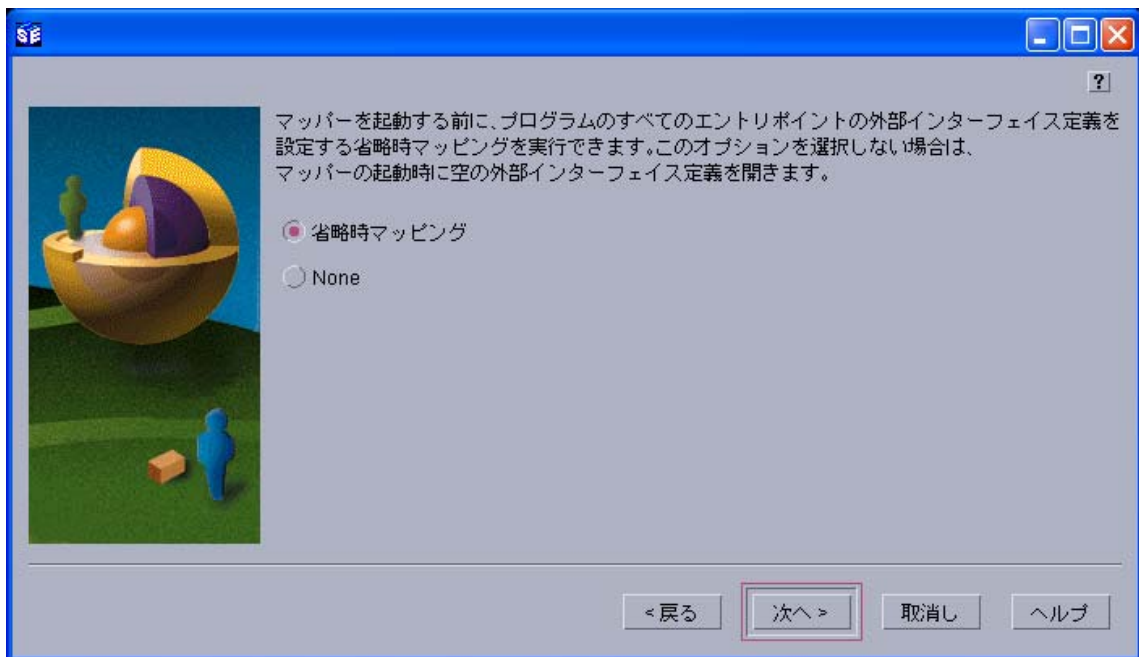 SE
?
マッパーを起動する前に、プログラムのすべてのエントリポイントの外部インターフェイス定義を
設定する省略時マッピングを実行できます。このオプションを選択しない場合は、
マッパーの起動時に空の外部インターフェイス定義を開きます。
省略時マッピング
None
<戻る
次へ>
取消し
ヘルプ